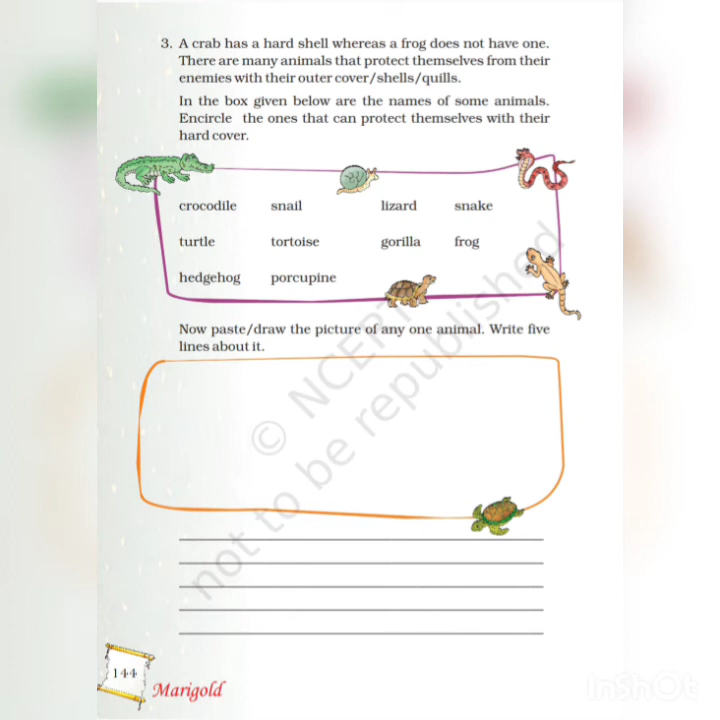 3. A crab has a hard shell whereas a frog does not have one.
There are many animals that protect themselves from their
enemies with their outer cover/shells/quills.
In the box given below are the names of some animals.
Encircle the ones that can protect themselves with their
hard cover.
crocodile snail lizard snake
turtle tortoise gorilla frog
hedgehog porcupine
Now paste/draw the picture of any one animal. Write five
lines about it.
© NCERT
not to be republished
144
Marigold
InShOt